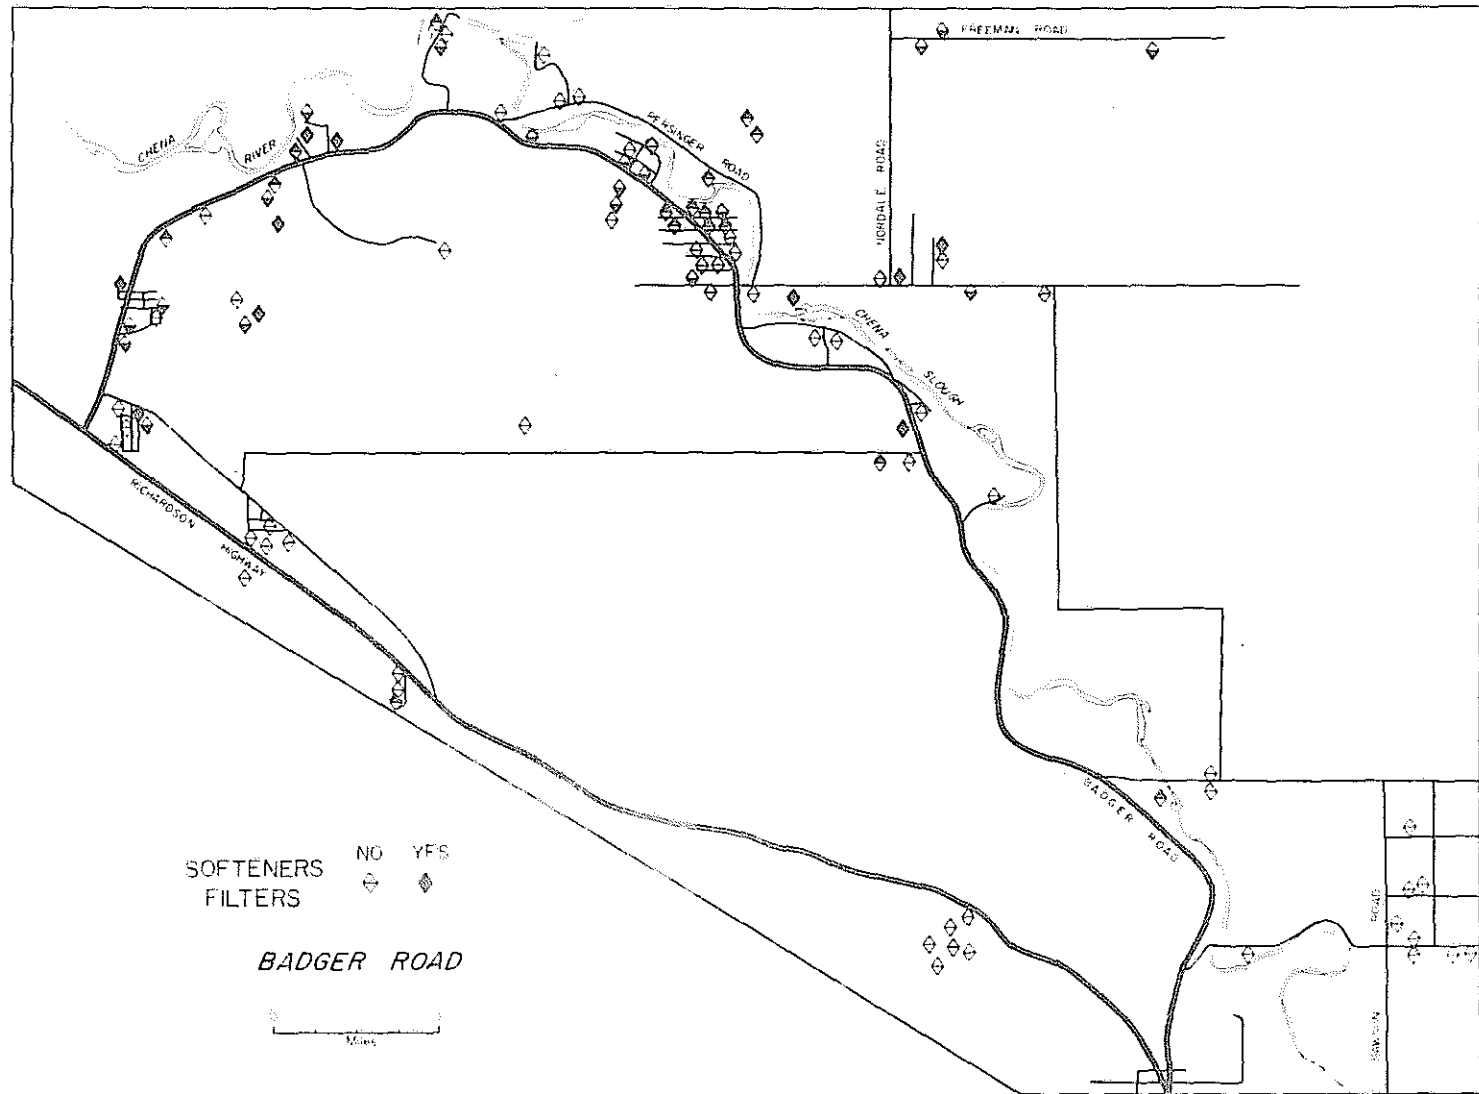 FREEMAN ROAD
PERSINGER
ROAD
CHENA
RIVER
NORDALE ROAD
CHENA
SLOUGH
RICHARDSON
HIGHWAY
BADGER ROAD
NO YES
SOFTENERS
FILTERS
ROAD
BADGER ROAD
Miles